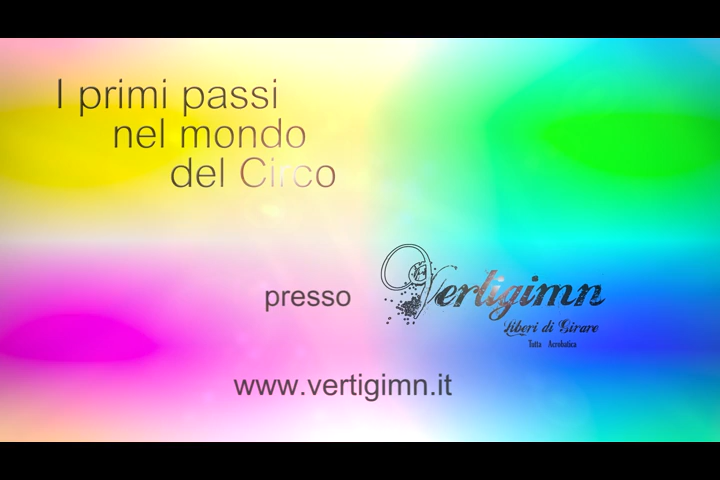 I primi passi
nel mondo
del Circo
presso
Vertigimn
Liberi di Girare
Tutta Acrobatica
www.vertigimn.it